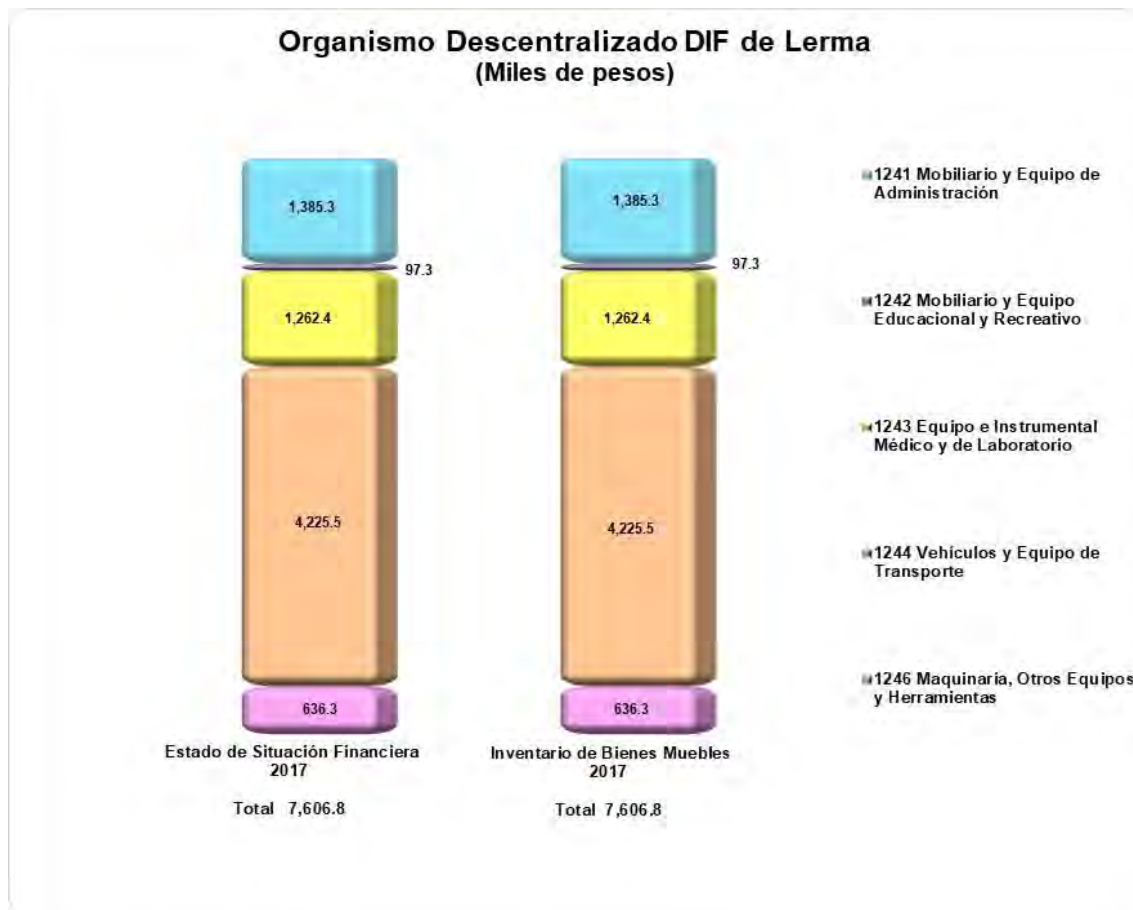 Organismo Descentralizado DIF de Lerma
(Miles de pesos)
1,385.3
97.3
1,262.4
4,225.5
636.3
Estado de Situación Financiera
2017
Total 7,606.8
1,385.3
97.3
1,262.4
4,225.5
636.3
Inventario de Bienes Muebles
2017
Total 7,606.8
1241 Mobiliario y Equipo de
Administración
1242 Mobiliario y Equipo
Educacional y Recreativo
1243 Equipo e Instrumental
Médico y de Laboratorio
1244 Vehículos y Equipo de
Transporte
1246 Maquinaria, Otros Equipos
y Herramientas